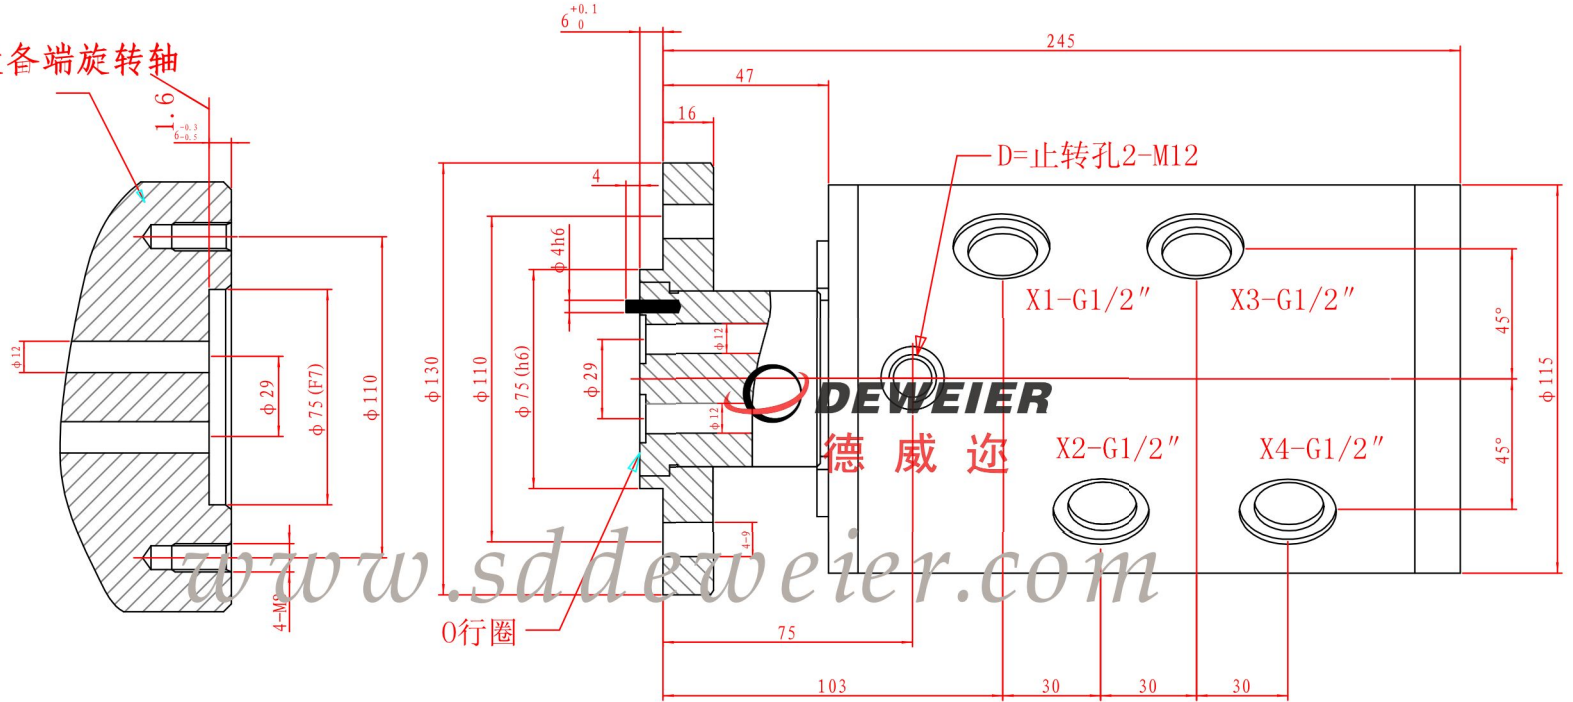 备端旋转轴
1.6
6 -0.3 -0.5
φ12
φ29
φ75(F7)
φ110
4-M8
6 +0.1 0
245
47
16
4
φ4h6
φ130
φ110
φ75(h6)
φ29
φ12
φ12
4-9
O行圈
D=止转孔2-M12
X1-G1/2″
X3-G1/2″
X2-G1/2″
X4-G1/2″
45°
45°
φ115
DEWEIER
德威迩
www.sddeweier.com
75
103
30
30
30